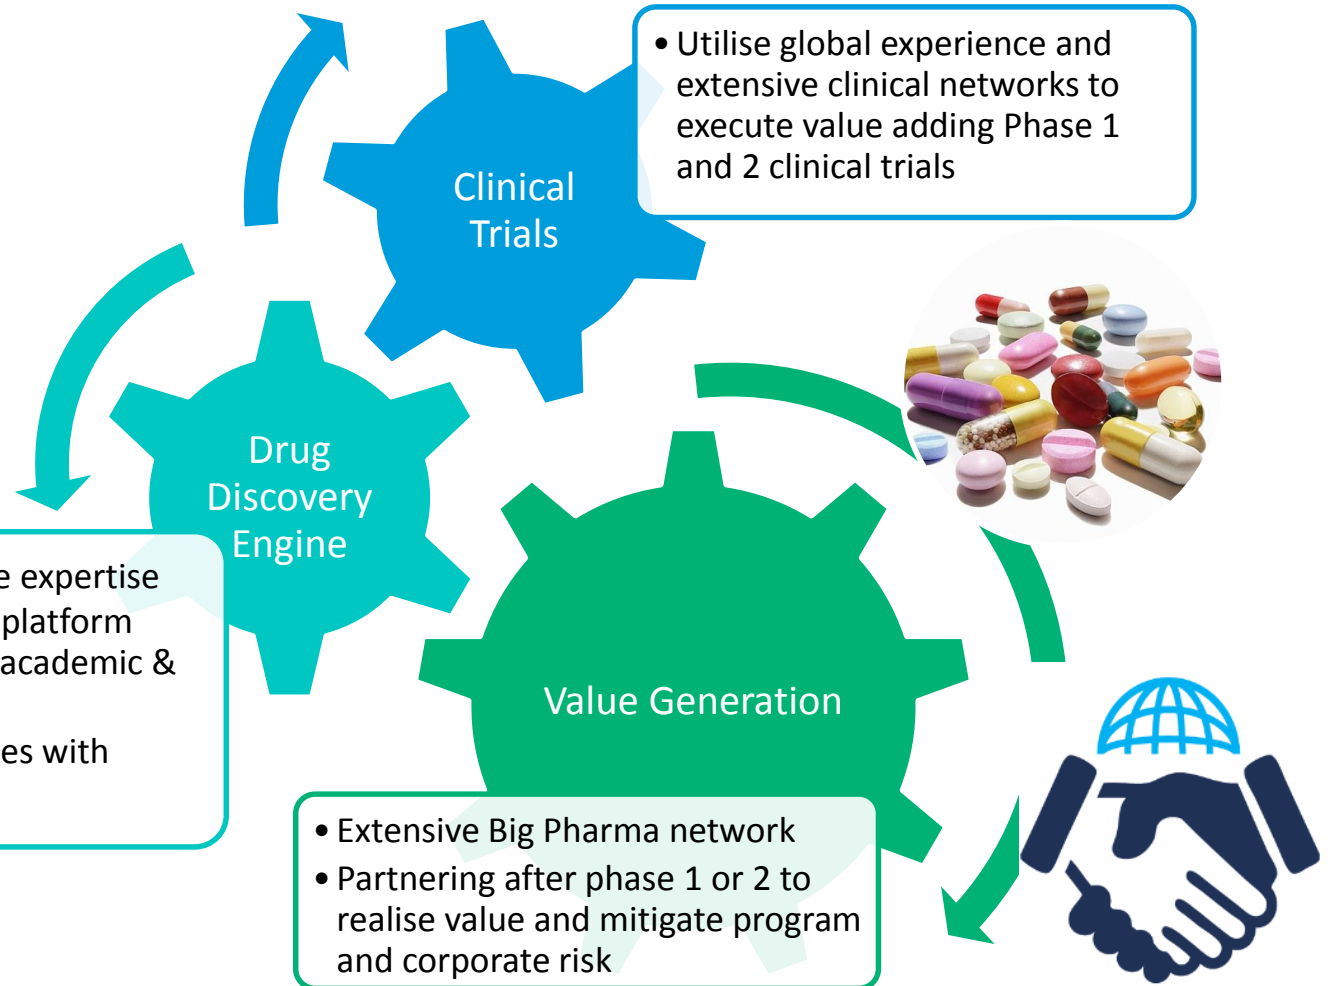 • Utilise global experience and
extensive clinical networks to
execute value adding Phase 1
and 2 clinical trials
Clinical
Trials
Drug
Discovery
Engine
expertise
platform
academic &
with
Value Generation
• Extensive Big Pharma network
• Partnering after phase 1 or 2 to
realise value and mitigate program
and corporate risk